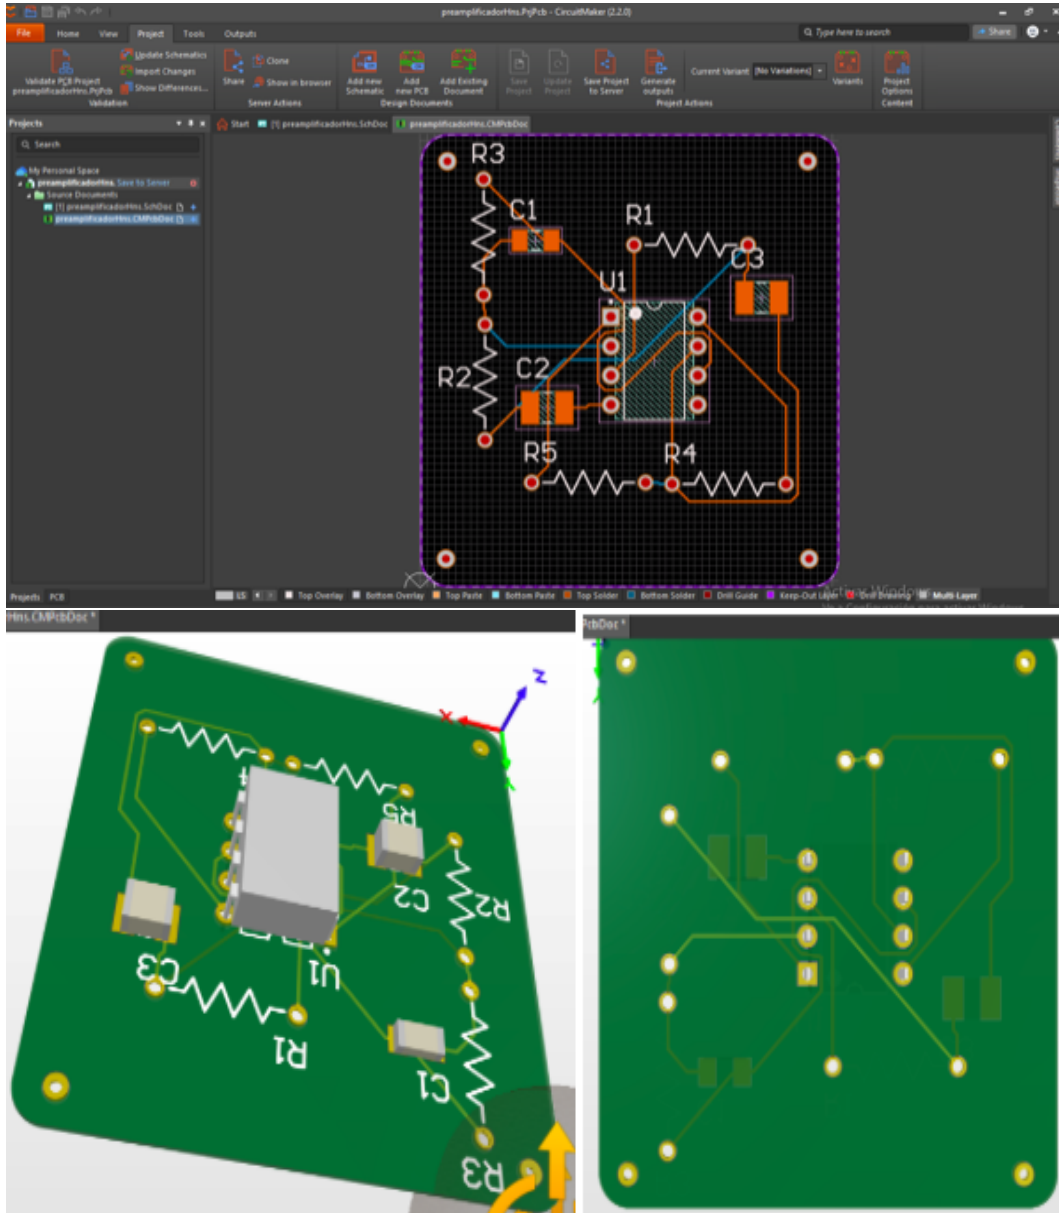 preamplificadorHns.PrjPcb - CircuitMaker (2.2.0)
File Home View Project Tools Outputs
Type here to search
Share
Validate PCB Project
preamplificadorHns.PrjPcb
Update Schematics
Import Changes
Show Differences...
Validation
Share
Clone
Show in browser
Server Actions
Add new
Schematic
Add
new PCB
Add Existing
Document
Design Documents
Save
Project
Update
Project
Save Project
to Server
Generate
outputs
Current Variant [No Variations]
Variants
Project Actions
Project
Options
Content
Projects
Start [1] preamplificadorHns.SchDoc preamplificadorHns.CMPcbDoc
Search
My Personal Space
preamplificadorHns. Save to Server
Source Documents
[1] preamplificadorHns.SchDoc
preamplificadorHns.CMPcbDoc
R3
C1
R1
C3
U1
R2
C2
R5
R4
Projects PCB
LS Top Overlay Bottom Overlay Top Paste Bottom Paste Top Solder Bottom Solder Drill Guide Keep-Out Layer Drill Drawing Multi-Layer
Hns.CMPcbDoc *
PcbDoc *
Z
X
R5
C2
R2
U1
C3
R1
C1
R3